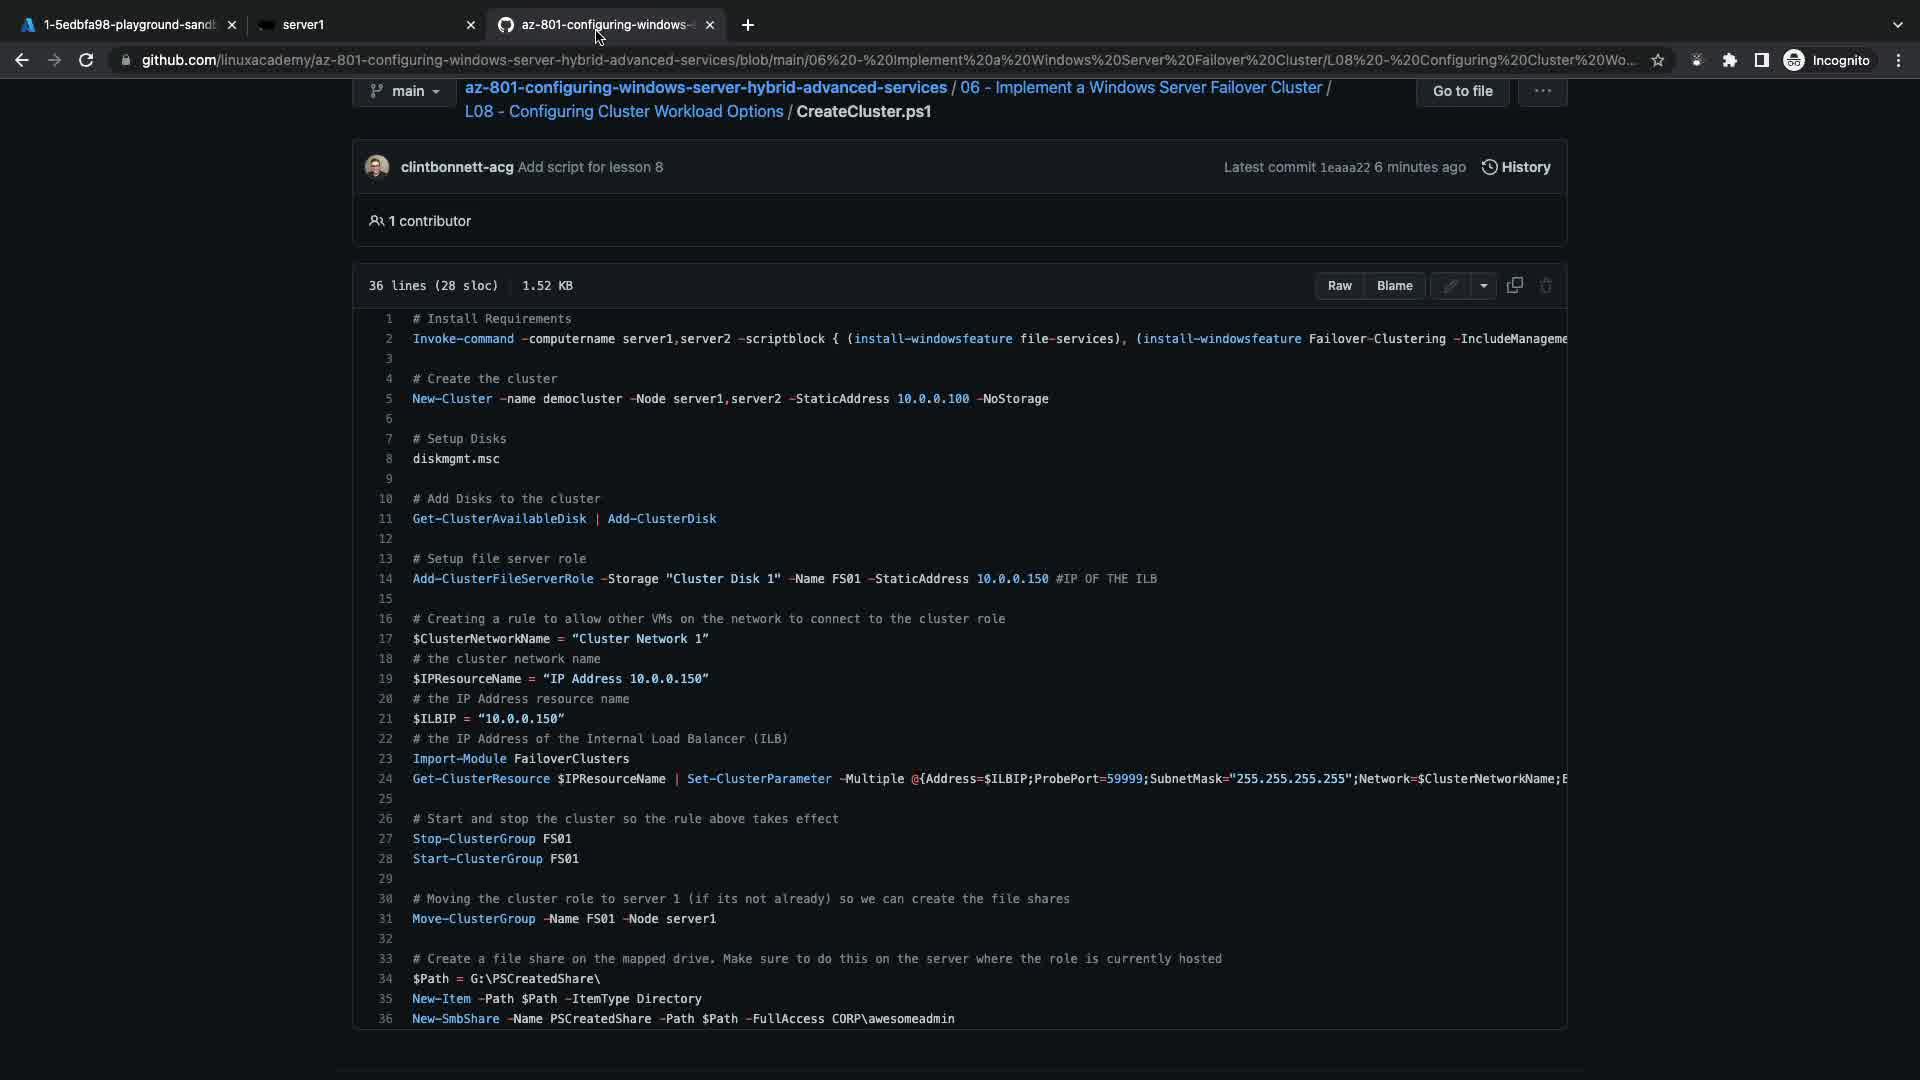 1-5edbfa98-playground-sand
server1
az-801-configuring-windows-
github.com/linuxacademy/az-801-configuring-windows-server-hybrid-advanced-services/blob/main/06%20-%20Implement%20a%20Windows%20Server%20Failover%20Cluster/L08%20-%20Configuring%20Cluster%20Wo...
Incognito
main
az-801-configuring-windows-server-hybrid-advanced-services / 06 - Implement a Windows Server Failover Cluster /
L08 - Configuring Cluster Workload Options / CreateCluster.ps1
Go to file
...
clintbonnett-acg Add script for lesson 8
Latest commit 1eaaa22 6 minutes ago
History
1 contributor
36 lines (28 sloc)
1.52 KB
Raw
Blame
1 # Install Requirements
2 Invoke-command -computername server1,server2 -scriptblock { (install-windowsfeature file-services), (install-windowsfeature Failover-Clustering -IncludeManageme
3
4 # Create the cluster
5 New-Cluster -name democluster -Node server1,server2 -StaticAddress 10.0.0.100 -NoStorage
6
7 # Setup Disks
8 diskmgmt.msc
9
10 # Add Disks to the cluster
11 Get-ClusterAvailableDisk | Add-ClusterDisk
12
13 # Setup file server role
14 Add-ClusterFileServerRole -Storage "Cluster Disk 1" -Name FS01 -StaticAddress 10.0.0.150 #IP OF THE ILB
15
16 # Creating a rule to allow other VMs on the network to connect to the cluster role
17 $ClusterNetworkName = “Cluster Network 1”
18 # the cluster network name
19 $IPResourceName = “IP Address 10.0.0.150”
20 # the IP Address resource name
21 $ILBIP = “10.0.0.150”
22 # the IP Address of the Internal Load Balancer (ILB)
23 Import-Module FailoverClusters
24 Get-ClusterResource $IPResourceName | Set-ClusterParameter -Multiple @{Address=$ILBIP;ProbePort=59999;SubnetMask="255.255.255.255";Network=$ClusterNetworkName;E
25
26 # Start and stop the cluster so the rule above takes effect
27 Stop-ClusterGroup FS01
28 Start-ClusterGroup FS01
29
30 # Moving the cluster role to server 1 (if its not already) so we can create the file shares
31 Move-ClusterGroup -Name FS01 -Node server1
32
33 # Create a file share on the mapped drive. Make sure to do this on the server where the role is currently hosted
34 $Path = G:\PSCreatedShare\
35 New-Item -Path $Path -ItemType Directory
36 New-SmbShare -Name PSCreatedShare -Path $Path -FullAccess CORP\awesomeadmin